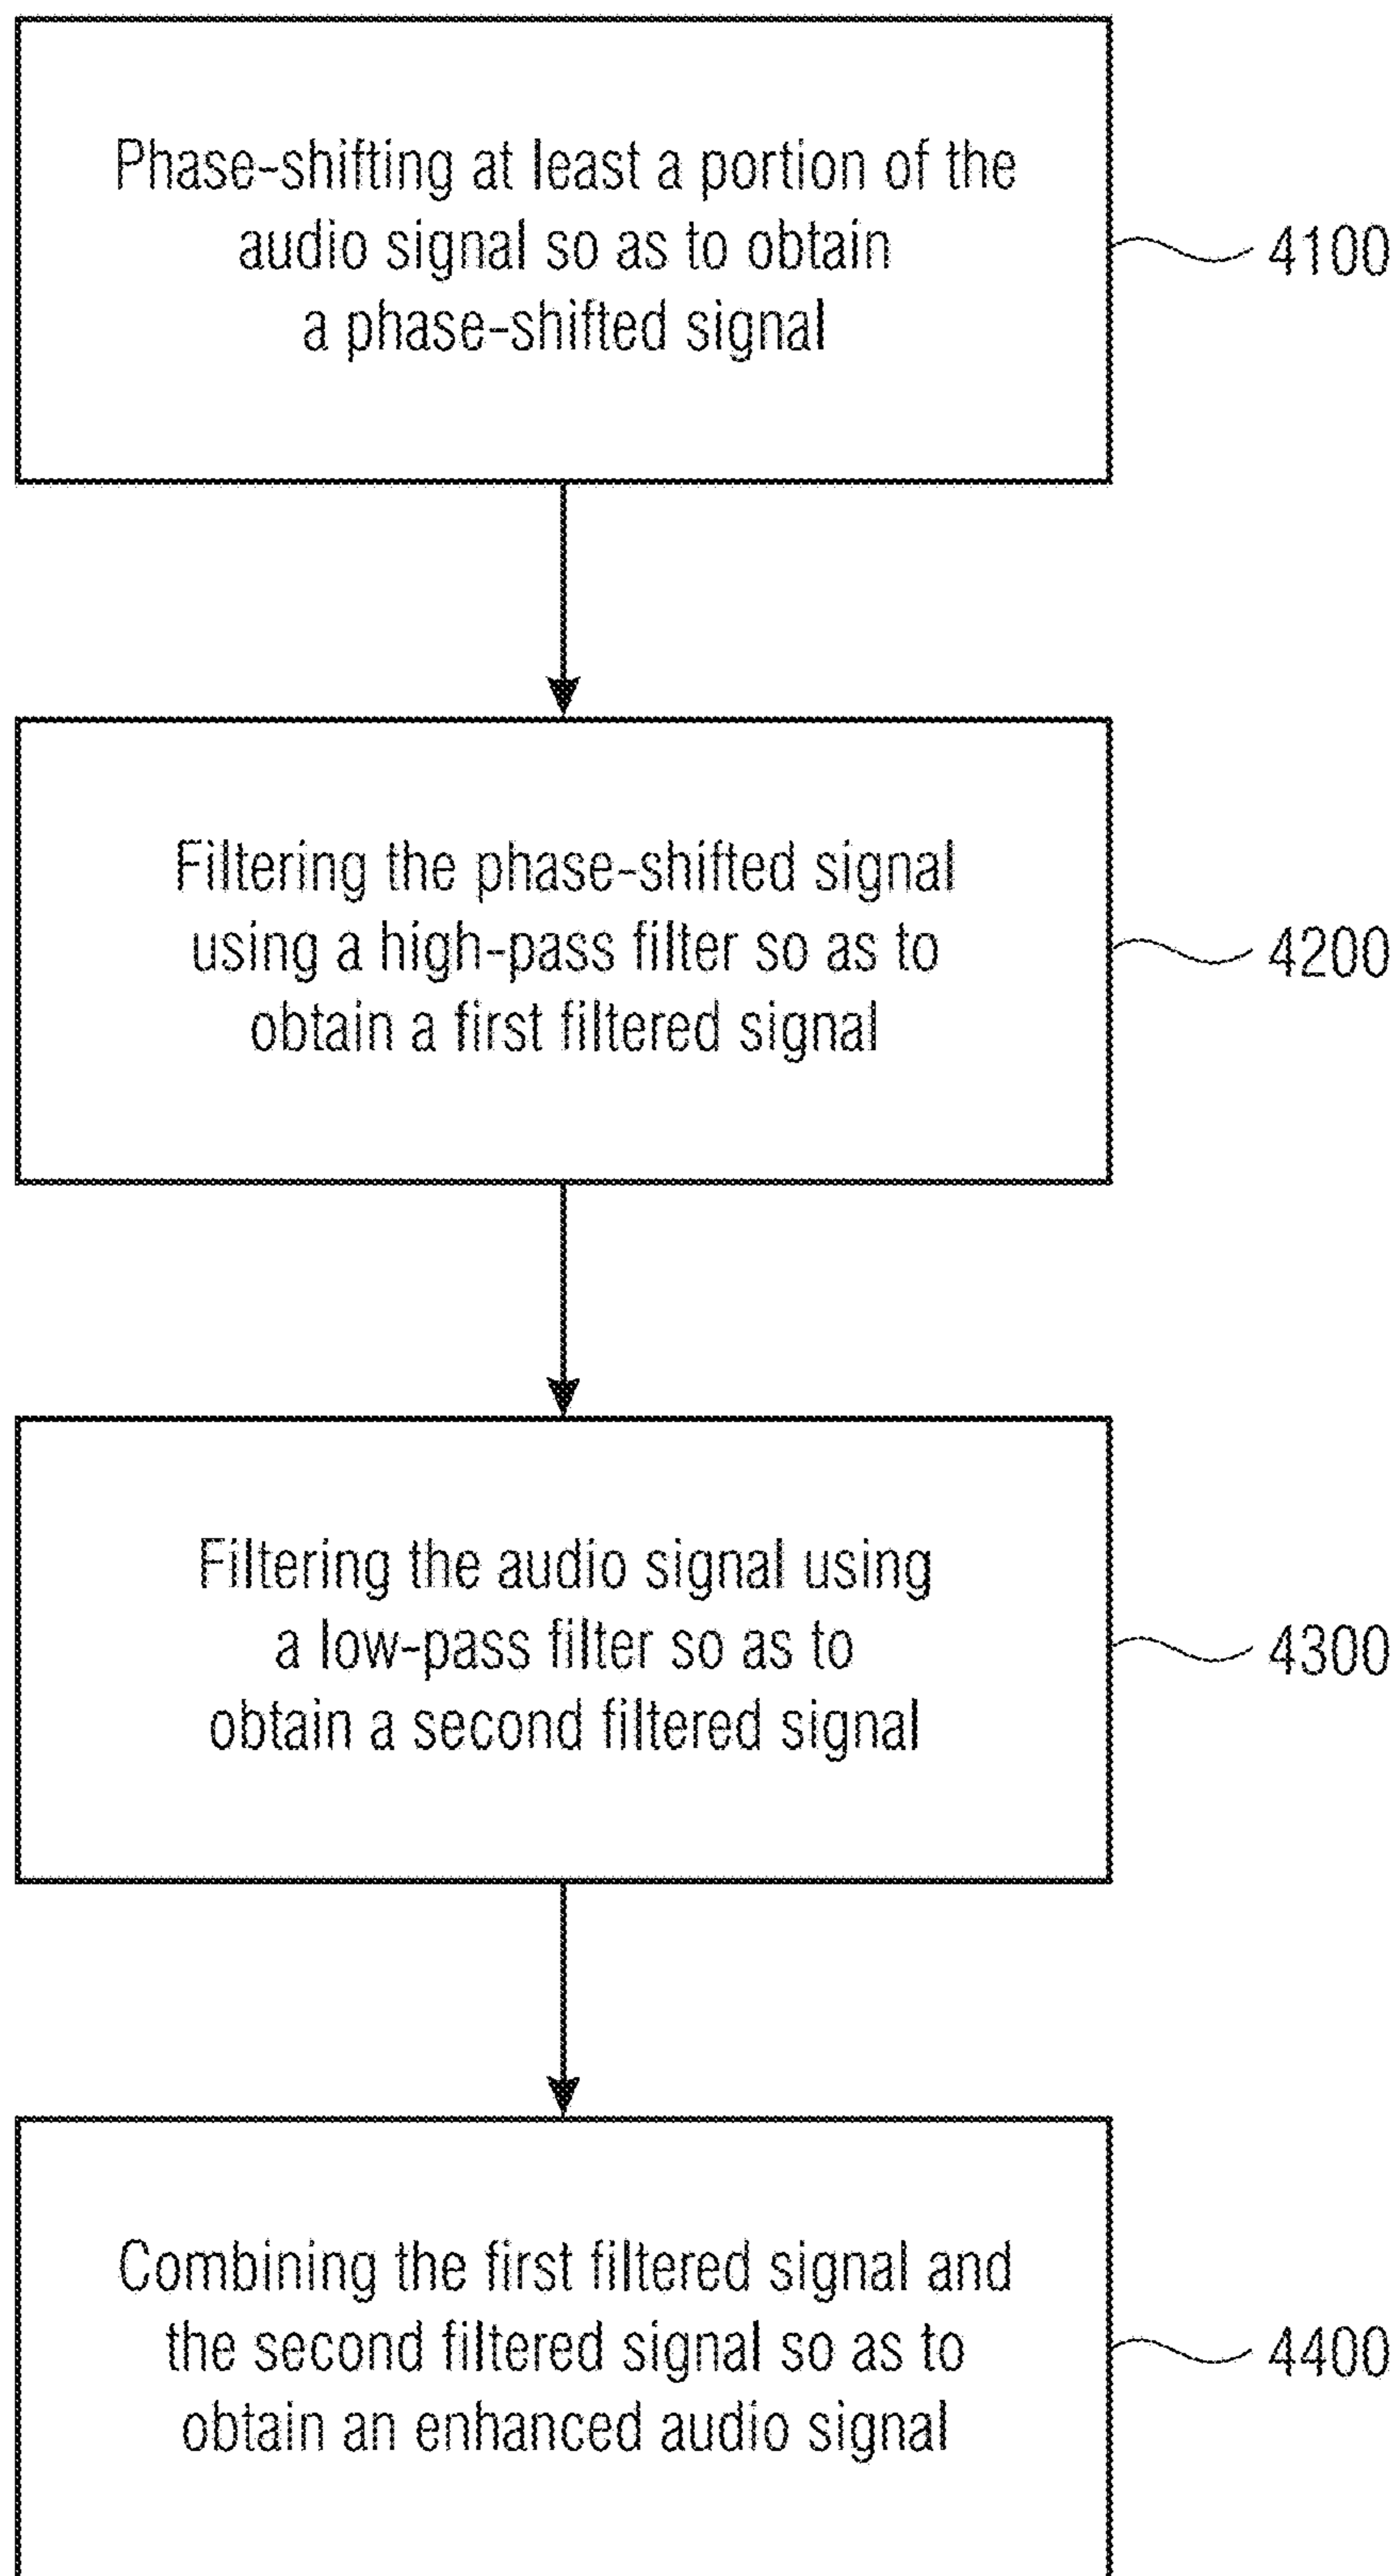 Phase-shifting at least a portion of the
audio signal so as to obtain
a phase-shifted signal
4100
Filtering the phase-shifted signal
using a high-pass filter so as to
obtain a first filtered signal
4200
Filtering the audio signal using
a low-pass filter so as to
obtain a second filtered signal
4300
Combining the first filtered signal and
the second filtered signal so as to
obtain an enhanced audio signal
4400